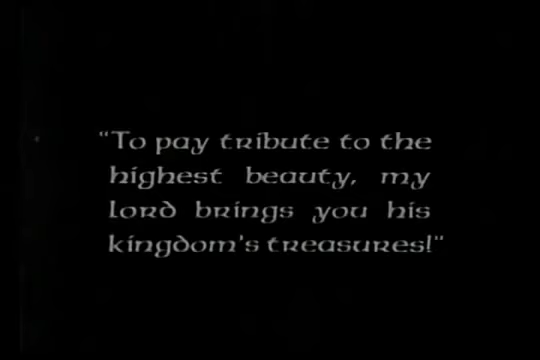 "To pay tribute to the
highest beauty, my
lord brings you his
kingdom's treasures!"